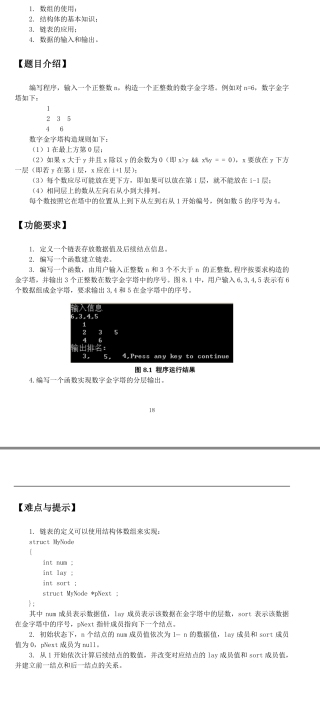 1. 数组的使用；
2. 结构体的基本知识；
3. 链表的应用；
4. 数据的输入和输出。
【题目介绍】
编写程序，输入一个正整数 n，构造一个正整数的数字金字塔。例如对 n=6，数字金字
塔如下：
1
2 3 5
4 6
数字金字塔构造规则如下：
（1）1 在最上方第 0 层；
（2）如果 x 大于 y 并且 x 除以 y 的余数为 0（即 x>y && x%y = = 0），x 要放在 y 下方
一层（即若 y 在第 i 层，x 应在 i+1 层）；
（3）每个数应尽可能放在更下方，即如果可以放在第 i 层，就不能放在 i-1 层；
（4）相同层上的数从左向右从小到大排列。
每个数按照它在塔中的位置从上到下从左到右从 1 开始编号，例如数 5 的序号为 4。
【功能要求】
1. 定义一个链表存放数据值及后续结点信息。
2. 编写一个函数建立链表。
3. 编写一个函数，由用户输入正整数 n 和 3 个不大于 n 的正整数，程序按要求构造的
金字塔，并输出 3 个正整数在数字金字塔中的序号。图 8.1 中，用户输入 6,3,4,5 表示有 6
个数据组成金字塔，要求输出 3,4 和 5 在金字塔中的序号。
输入信息
6,3,4,5
1
2 3 5
4 6
输出排名：
3, 5, 4,Press any key to continue
图 8.1 程序运行结果
4.编写一个函数实现数字金字塔的分层输出。
18
【难点与提示】
1. 链表的定义可以使用结构体数组来实现：
struct MyNode
{
int num ;
int lay ;
int sort ;
struct MyNode *pNext ;
};
其中 num 成员表示数据值，lay 成员表示该数据在金字塔中的层数，sort 表示该数据
在金字塔中的序号，pNext 指针成员指向下一个结点。
2. 初始状态下，n 个结点的 num 成员值依次为 1~ n 的数据值，lay 成员和 sort 成员
值为 0，pNext 成员为 null。
3. 从 1 开始依次计算后续结点的数值，并改变对应结点的 lay 成员值和 sort 成员值，
并建立前一结点和后一结点的关系。